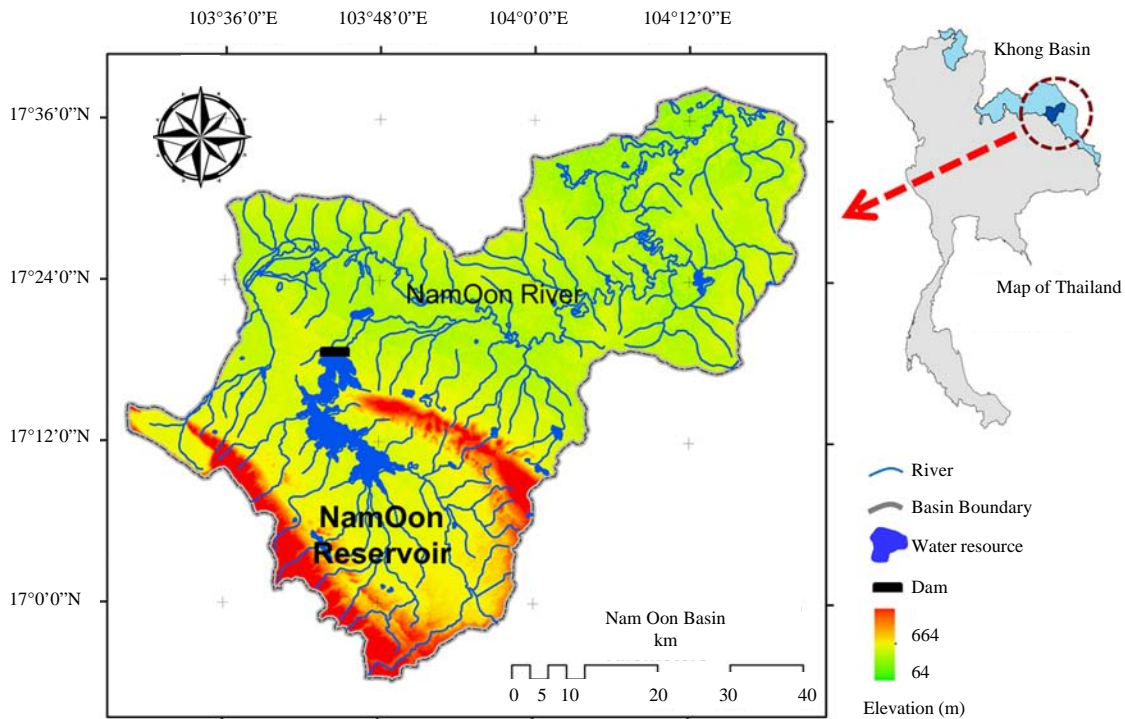 103°36’0”E 103°48’0”E 104°0’0”E 104°12’0”E
17°36’0”N
17°24’0”N
17°12’0”N
17°0’0”N
NamOon River
NamOon
Reservoir
Nam Oon Basin
km
0 5 10 20 30 40
Khong Basin
Map of Thailand
River
Basin Boundary
Water resource
Dam
664
64
Elevation (m)